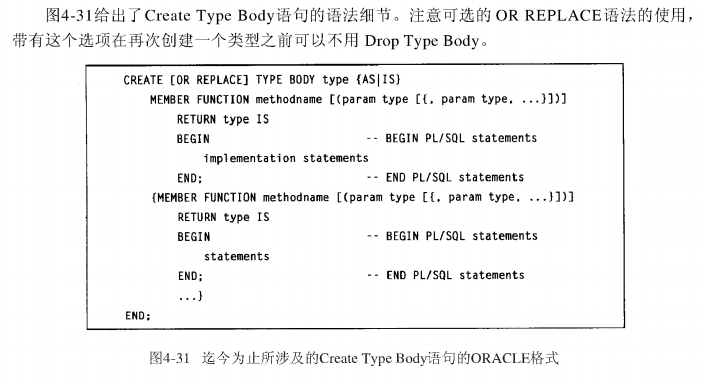 图4-31给出了Create Type Body语句的语法细节。注意可选的 OR REPLACE语法的使用，
带有这个选项在再次创建一个类型之前可以不用 Drop Type Body。
CREATE [OR REPLACE] TYPE BODY type {AS|IS}
MEMBER FUNCTION methodname [(param type [{, param type, ...}])]
RETURN type IS
BEGIN -- BEGIN PL/SQL statements
implementation statements
END; -- END PL/SQL statements
{MEMBER FUNCTION methodname [(param type [{, param type, ...}])]
RETURN type IS
BEGIN -- BEGIN PL/SQL statements
statements
END; -- END PL/SQL statements
...}
END;
图4-31 迄今为止所涉及的Create Type Body语句的ORACLE格式